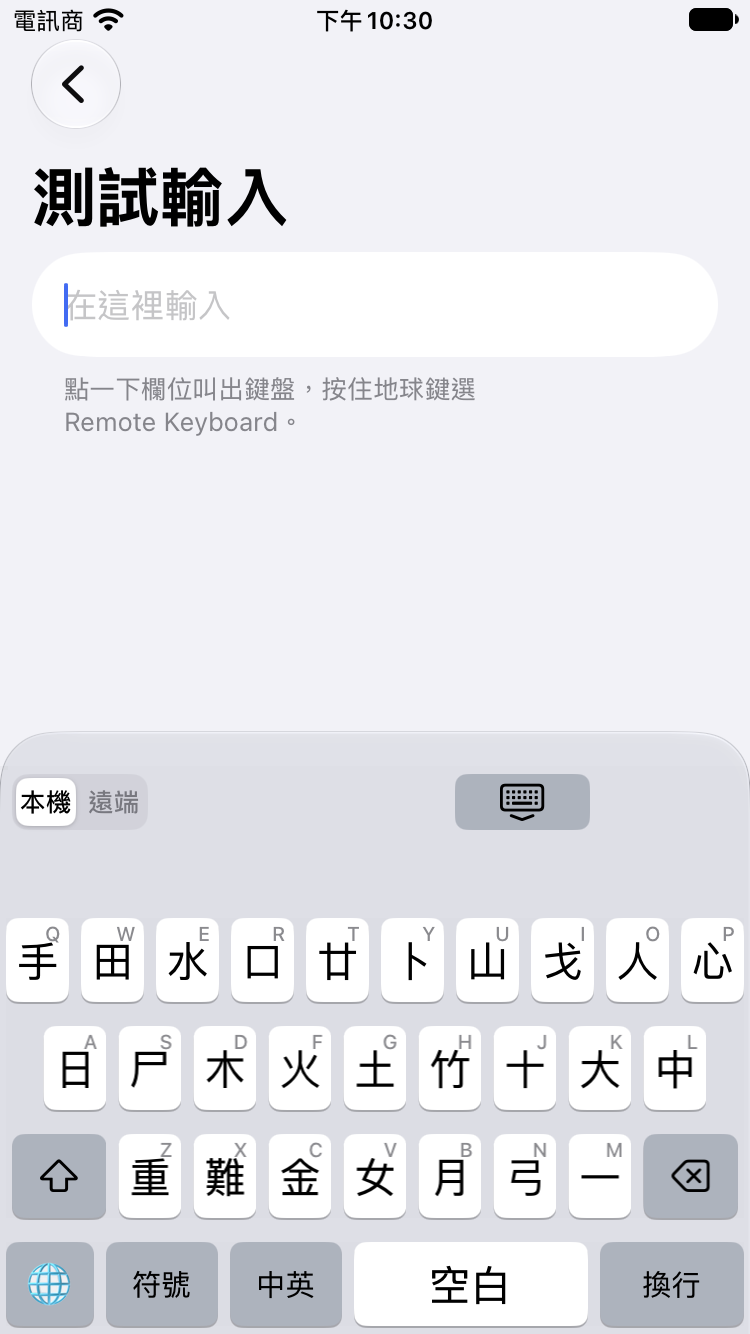 電訊商 下午10:30
測試輸入
在這裡輸入
點一下欄位叫出鍵盤，按住地球鍵選
Remote Keyboard。
本機 遠端
Q W E R T Y U I O P
手 田 水 口 廿 卜 山 戈 人 心
A S D F G H J K L
日 尸 木 火 土 竹 十 大 中
Z X C V B N M
重 難 金 女 月 弓 一
符號 中英 空白 換行